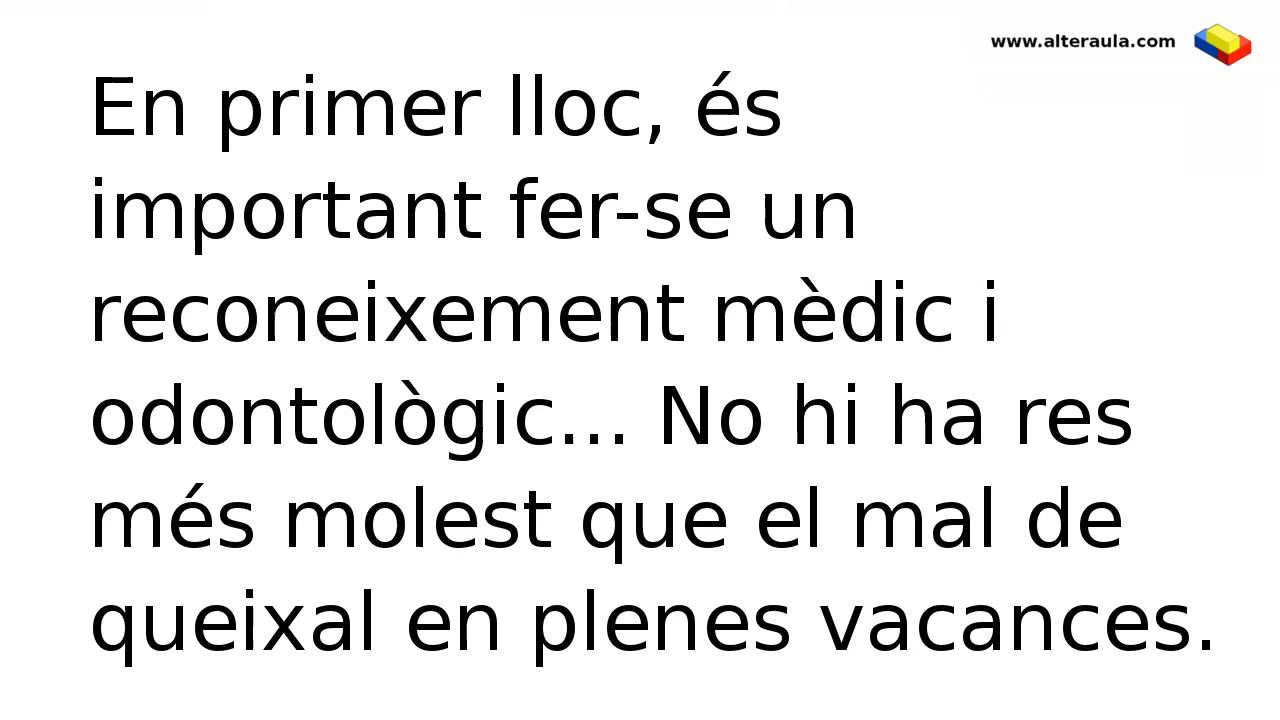 www.alteraula.com
En primer lloc, és
important fer-se un
reconeixement mèdic i
odontològic... No hi ha res
més molest que el mal de
queixal en plenes vacances.